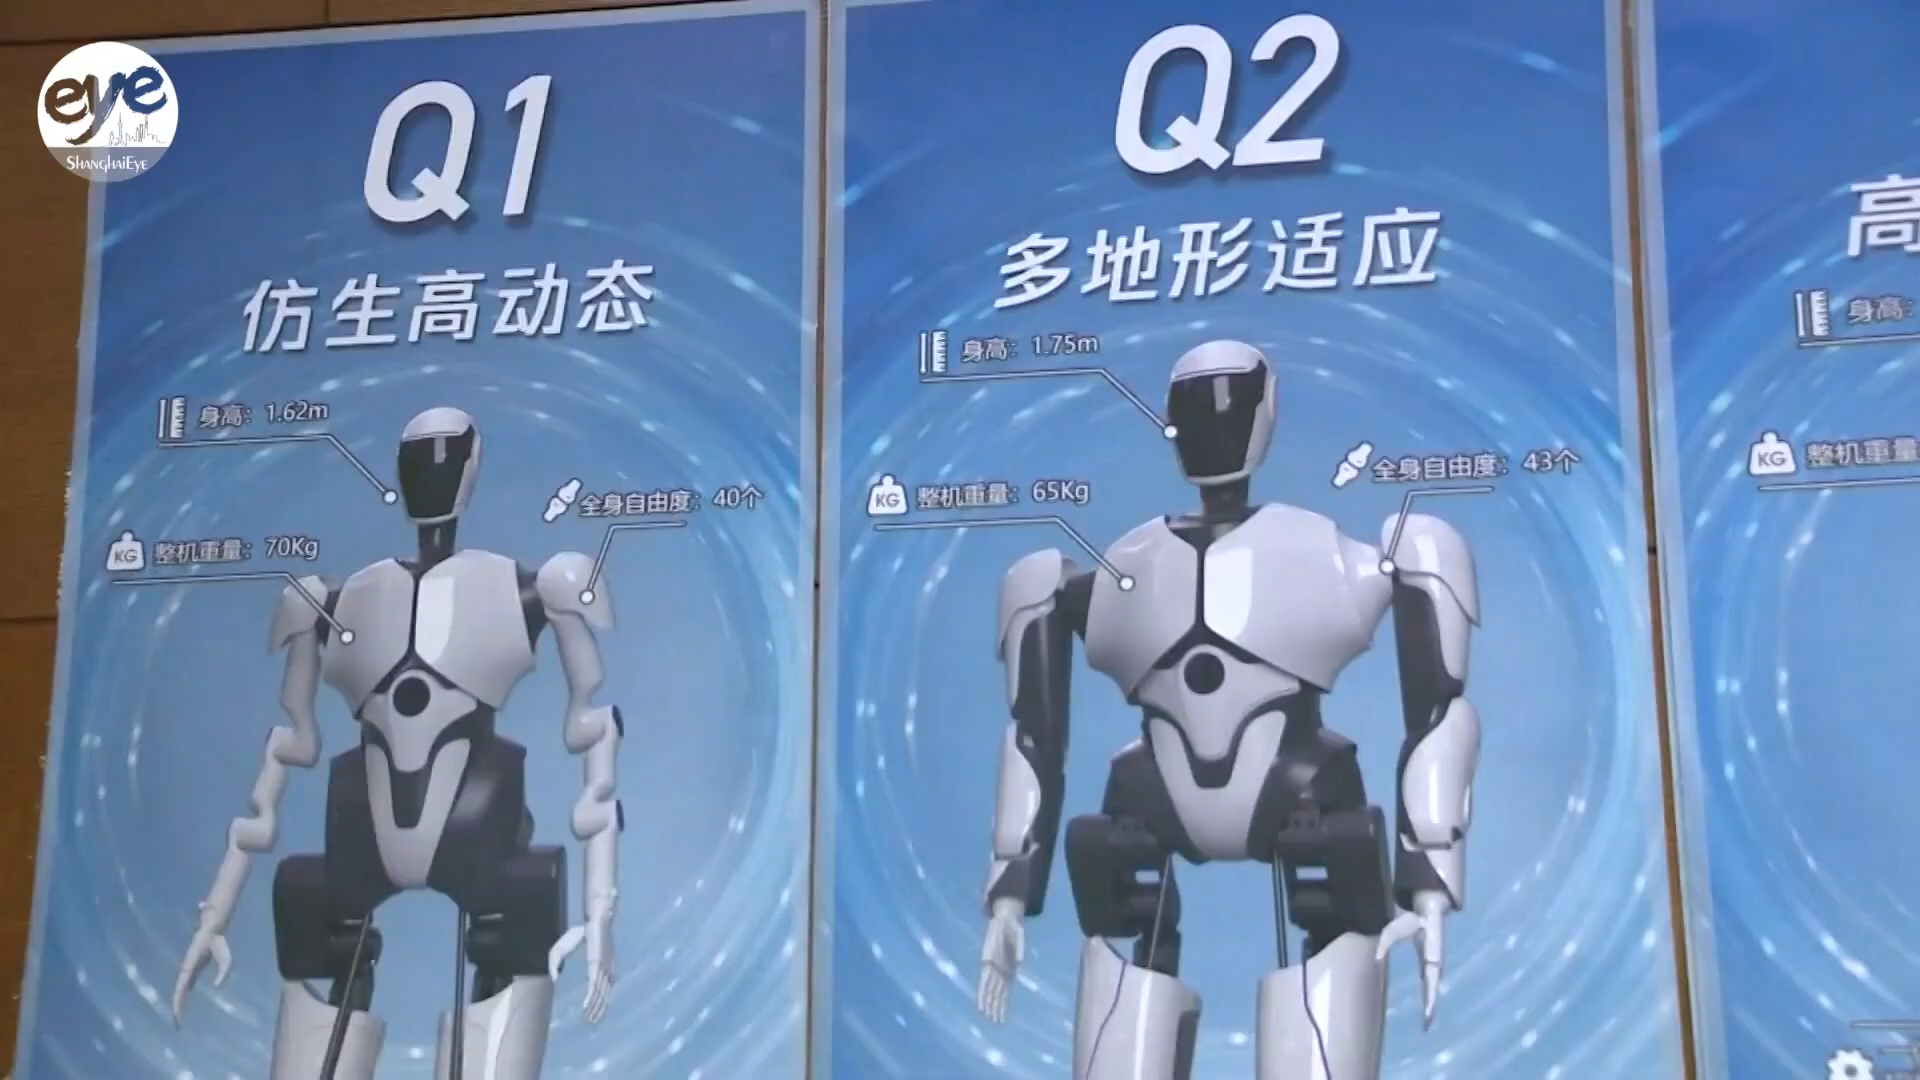 eye
SHANGHAIEYE
Q1
仿生高动态
身高: 1.62m
全身自由度: 40个
KG
整机重量: 70Kg
Q2
多地形适应
身高: 1.75m
全身自由度: 43个
KG
整机重量: 65Kg
高
身高:
KG
整机重量